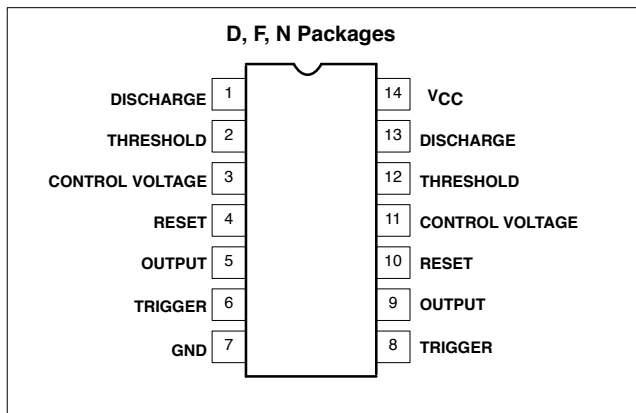 D, F, N Packages
DISCHARGE 1 14 VCC
THRESHOLD 2 13 DISCHARGE
CONTROL VOLTAGE 3 12 THRESHOLD
RESET 4 11 CONTROL VOLTAGE
OUTPUT 5 10 RESET
TRIGGER 6 9 OUTPUT
GND 7 8 TRIGGER